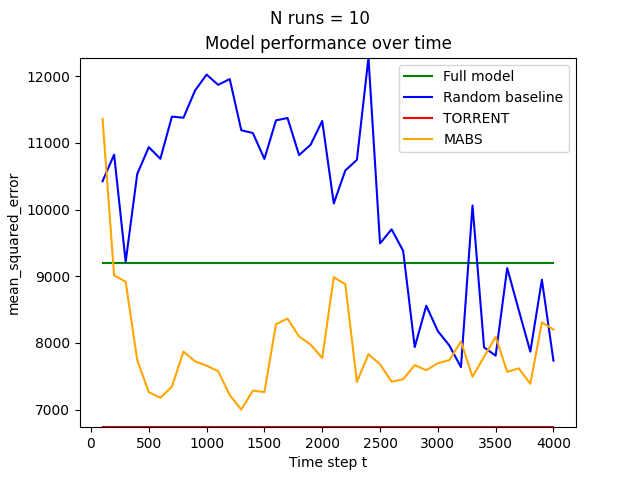 N runs = 10
Model performance over time
Full model
Random baseline
TORRENT
MABS
mean_squared_error
12000
11000
10000
9000
8000
7000
0 500 1000 1500 2000 2500 3000 3500 4000
Time step t